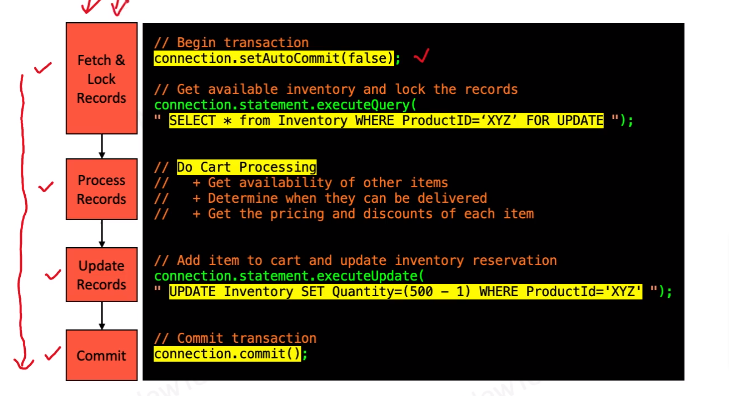 Fetch &
Lock
Records
// Begin transaction
connection.setAutoCommit(false);
// Get available inventory and lock the records
connection.statement.executeQuery(
" SELECT * from Inventory WHERE ProductID=‘XYZ’ FOR UPDATE ");
Process
Records
// Do Cart Processing
//   + Get availability of other items
//   + Determine when they can be delivered
//   + Get the pricing and discounts of each item
Update
Records
// Add item to cart and update inventory reservation
connection.statement.executeUpdate(
" UPDATE Inventory SET Quantity=(500 – 1) WHERE ProductId='XYZ' ");
Commit
// Commit transaction
connection.commit();